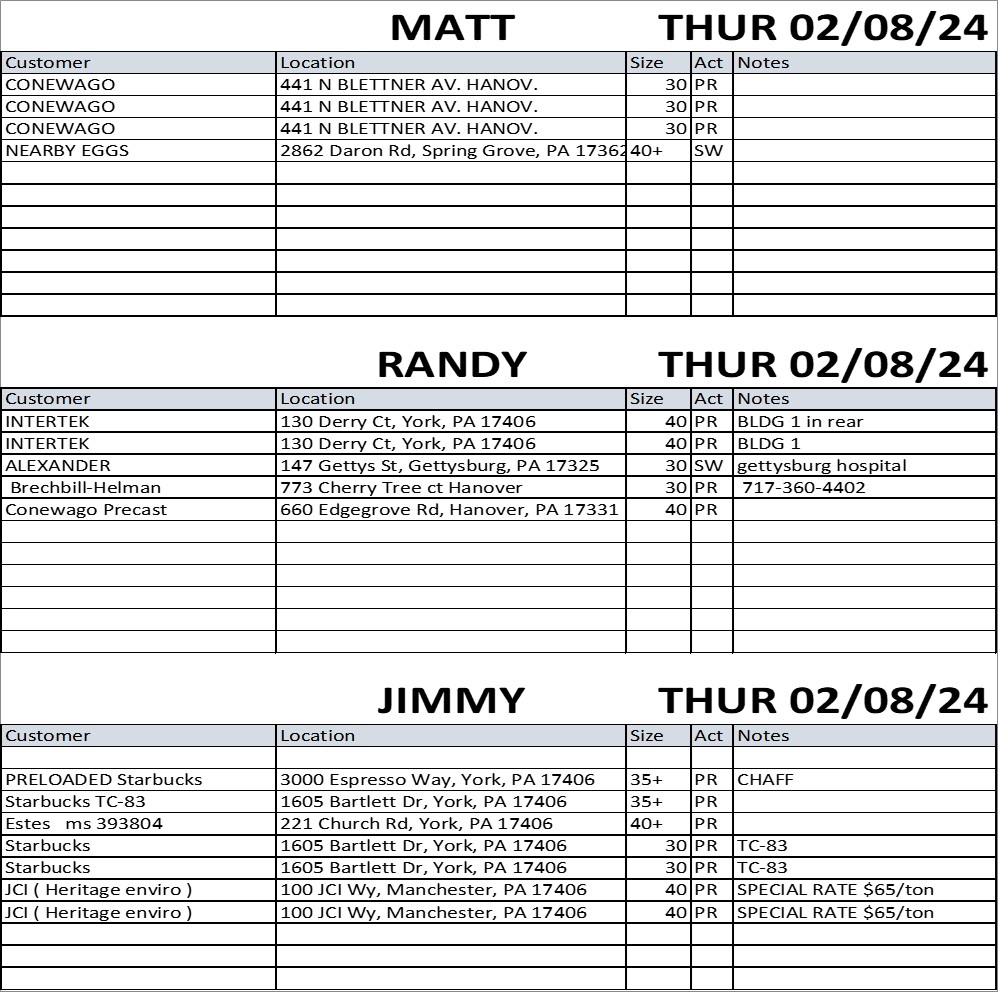 MATT THUR 02/08/24
Customer Location Size Act Notes
CONEWAGO 441 N BLETTNER AV. HANOV. 30 PR
CONEWAGO 441 N BLETTNER AV. HANOV. 30 PR
CONEWAGO 441 N BLETTNER AV. HANOV. 30 PR
NEARBY EGGS 2862 Daron Rd, Spring Grove, PA 17362 40+ SW
RANDY THUR 02/08/24
Customer Location Size Act Notes
INTERTEK 130 Derry Ct, York, PA 17406 40 PR BLDG 1 in rear
INTERTEK 130 Derry Ct, York, PA 17406 40 PR BLDG 1
ALEXANDER 147 Gettys St, Gettysburg, PA 17325 30 SW gettysburg hospital
Brechbill-Helman 773 Cherry Tree ct Hanover 30 PR 717-360-4402
Conewago Precast 660 Edgegrove Rd, Hanover, PA 17331 40 PR
JIMMY THUR 02/08/24
Customer Location Size Act Notes
PRELOADED Starbucks 3000 Espresso Way, York, PA 17406 35+ PR CHAFF
Starbucks TC-83 1605 Bartlett Dr, York, PA 17406 35+ PR
Estes ms 393804 221 Church Rd, York, PA 17406 40+ PR
Starbucks 1605 Bartlett Dr, York, PA 17406 30 PR TC-83
Starbucks 1605 Bartlett Dr, York, PA 17406 30 PR TC-83
JCI ( Heritage enviro ) 100 JCI Wy, Manchester, PA 17406 40 PR SPECIAL RATE $65/ton
JCI ( Heritage enviro ) 100 JCI Wy, Manchester, PA 17406 40 PR SPECIAL RATE $65/ton